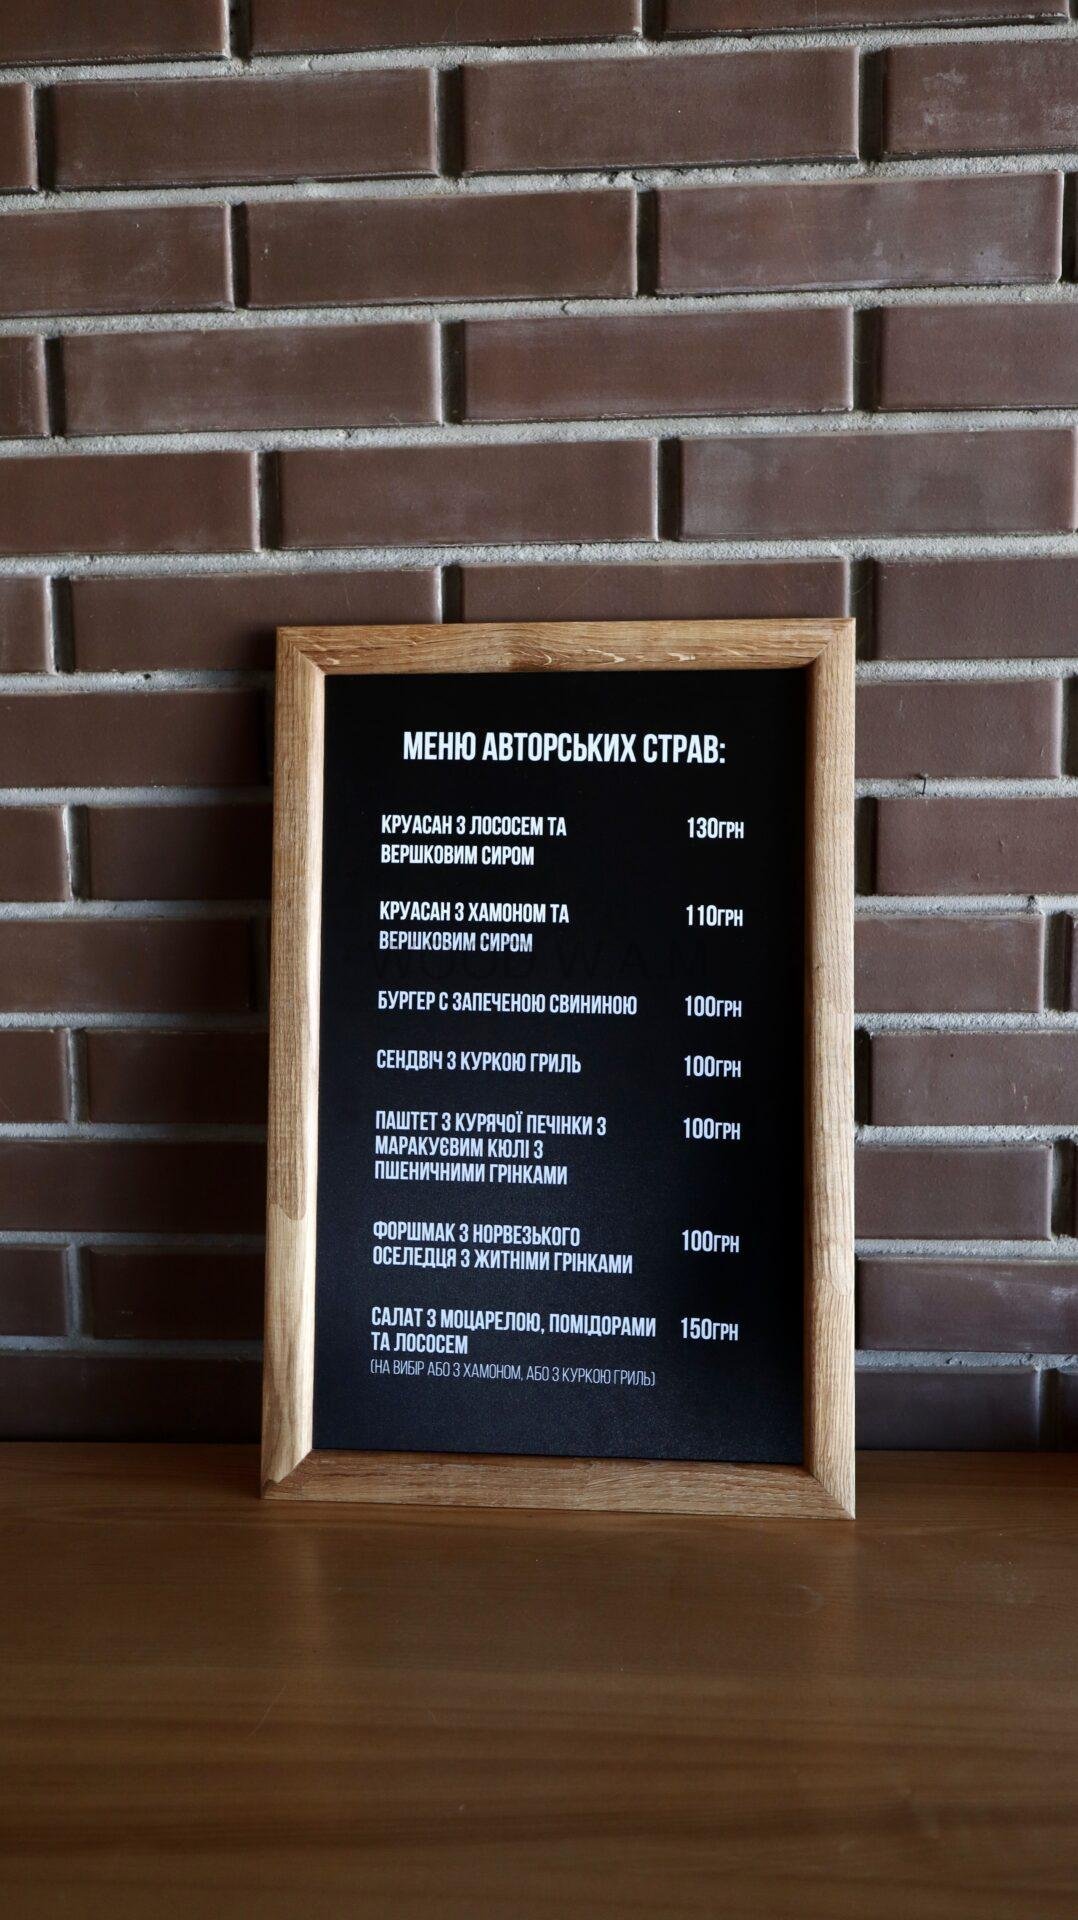 МЕНЮ АВТОРСЬКИХ СТРАВ:
КРУАСАН З ЛОСОСЕМ ТА 130ГРН
ВЕРШКОВИМ СИРОМ
КРУАСАН З ХАМОНОМ ТА 110ГРН
ВЕРШКОВИМ СИРОМ
WOOD W.A.M
БУРГЕР С ЗАПЕЧЕНОЮ СВИНИНОЮ 100ГРН
СЕНДВІЧ З КУРКОЮ ГРИЛЬ 100ГРН
ПАШТЕТ З КУРЯЧОЇ ПЕЧІНКИ З 100ГРН
МАРАКУЄВИМ КЮЛІ З
ПШЕНИЧНИМИ ГРІНКАМИ
ФОРШМАК З НОРВЕЗЬКОГО 100ГРН
ОСЕЛЕДЦЯ З ЖИТНІМИ ГРІНКАМИ
САЛАТ З МОЦАРЕЛОЮ, ПОМІДОРАМИ 150ГРН
ТА ЛОСОСЕМ
(НА ВИБІР АБО З ХАМОНОМ, АБО З КУРКОЮ ГРИЛЬ)